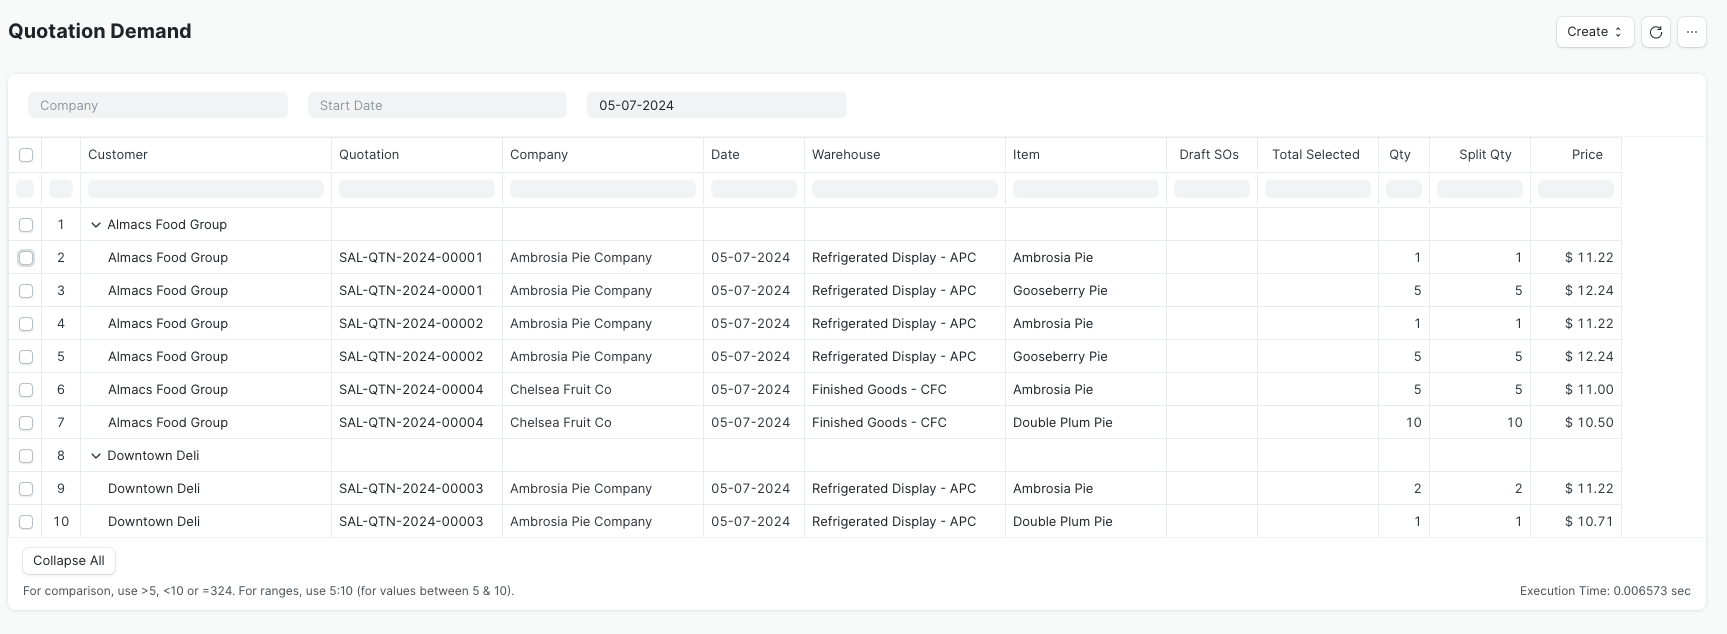 Quotation Demand
Create
Company Start Date 05-07-2024
Customer Quotation Company Date Warehouse Item Draft SOs Total Selected Qty Split Qty Price
1 Almacs Food Group
2 Almacs Food Group SAL-QTN-2024-00001 Ambrosia Pie Company 05-07-2024 Refrigerated Display - APC Ambrosia Pie 1 1 $ 11.22
3 Almacs Food Group SAL-QTN-2024-00001 Ambrosia Pie Company 05-07-2024 Refrigerated Display - APC Gooseberry Pie 5 5 $ 12.24
4 Almacs Food Group SAL-QTN-2024-00002 Ambrosia Pie Company 05-07-2024 Refrigerated Display - APC Ambrosia Pie 1 1 $ 11.22
5 Almacs Food Group SAL-QTN-2024-00002 Ambrosia Pie Company 05-07-2024 Refrigerated Display - APC Gooseberry Pie 5 5 $ 12.24
6 Almacs Food Group SAL-QTN-2024-00004 Chelsea Fruit Co 05-07-2024 Finished Goods - CFC Ambrosia Pie 5 5 $ 11.00
7 Almacs Food Group SAL-QTN-2024-00004 Chelsea Fruit Co 05-07-2024 Finished Goods - CFC Double Plum Pie 10 10 $ 10.50
8 Downtown Deli
9 Downtown Deli SAL-QTN-2024-00003 Ambrosia Pie Company 05-07-2024 Refrigerated Display - APC Ambrosia Pie 2 2 $ 11.22
10 Downtown Deli SAL-QTN-2024-00003 Ambrosia Pie Company 05-07-2024 Refrigerated Display - APC Double Plum Pie 1 1 $ 10.71
Collapse All
For comparison, use >5, <10 or =324. For ranges, use 5:10 (for values between 5 & 10). Execution Time: 0.006573 sec